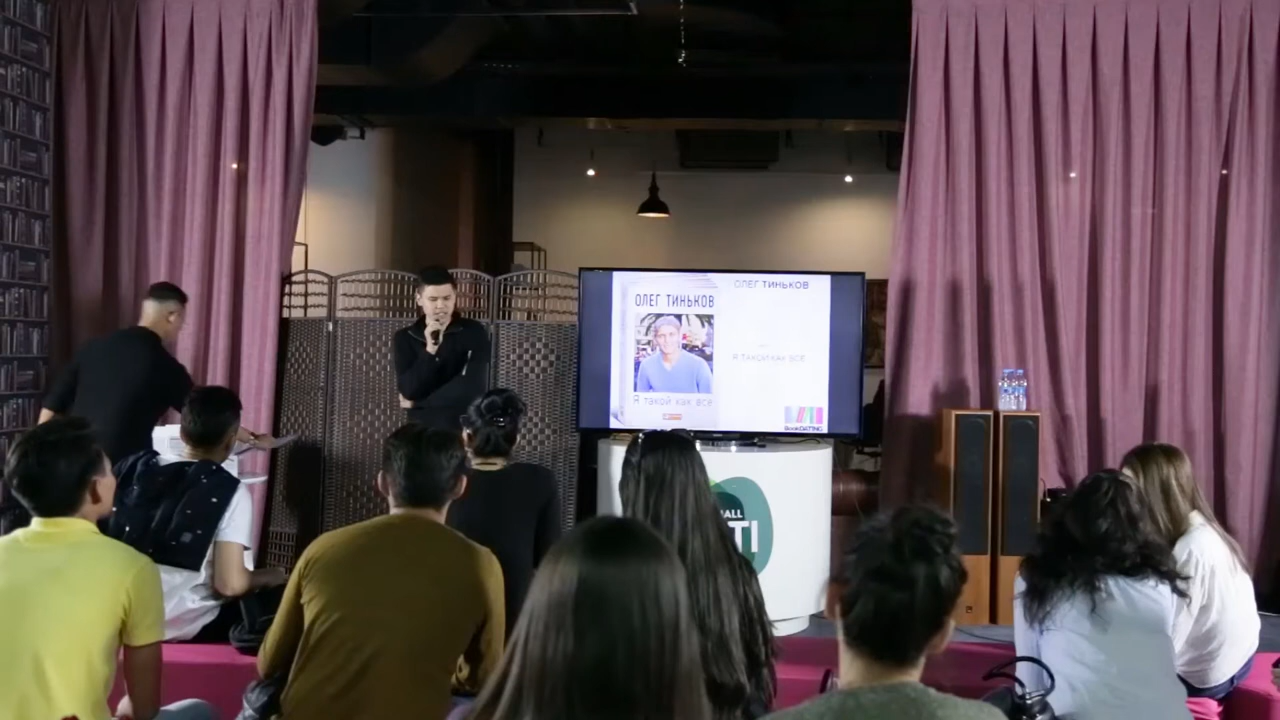 ОЛЕГ ТИНЬКОВ
Я такой как все
ОЛЕГ ТИНЬКОВ
Я ТАКОЙ КАК ВСЕ
BookDATING